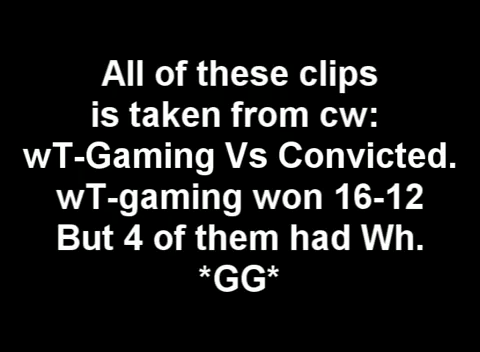 All of these clips
is taken from cw:
wT-Gaming Vs Convicted.
wT-gaming won 16-12
But 4 of them had Wh.
*GG*